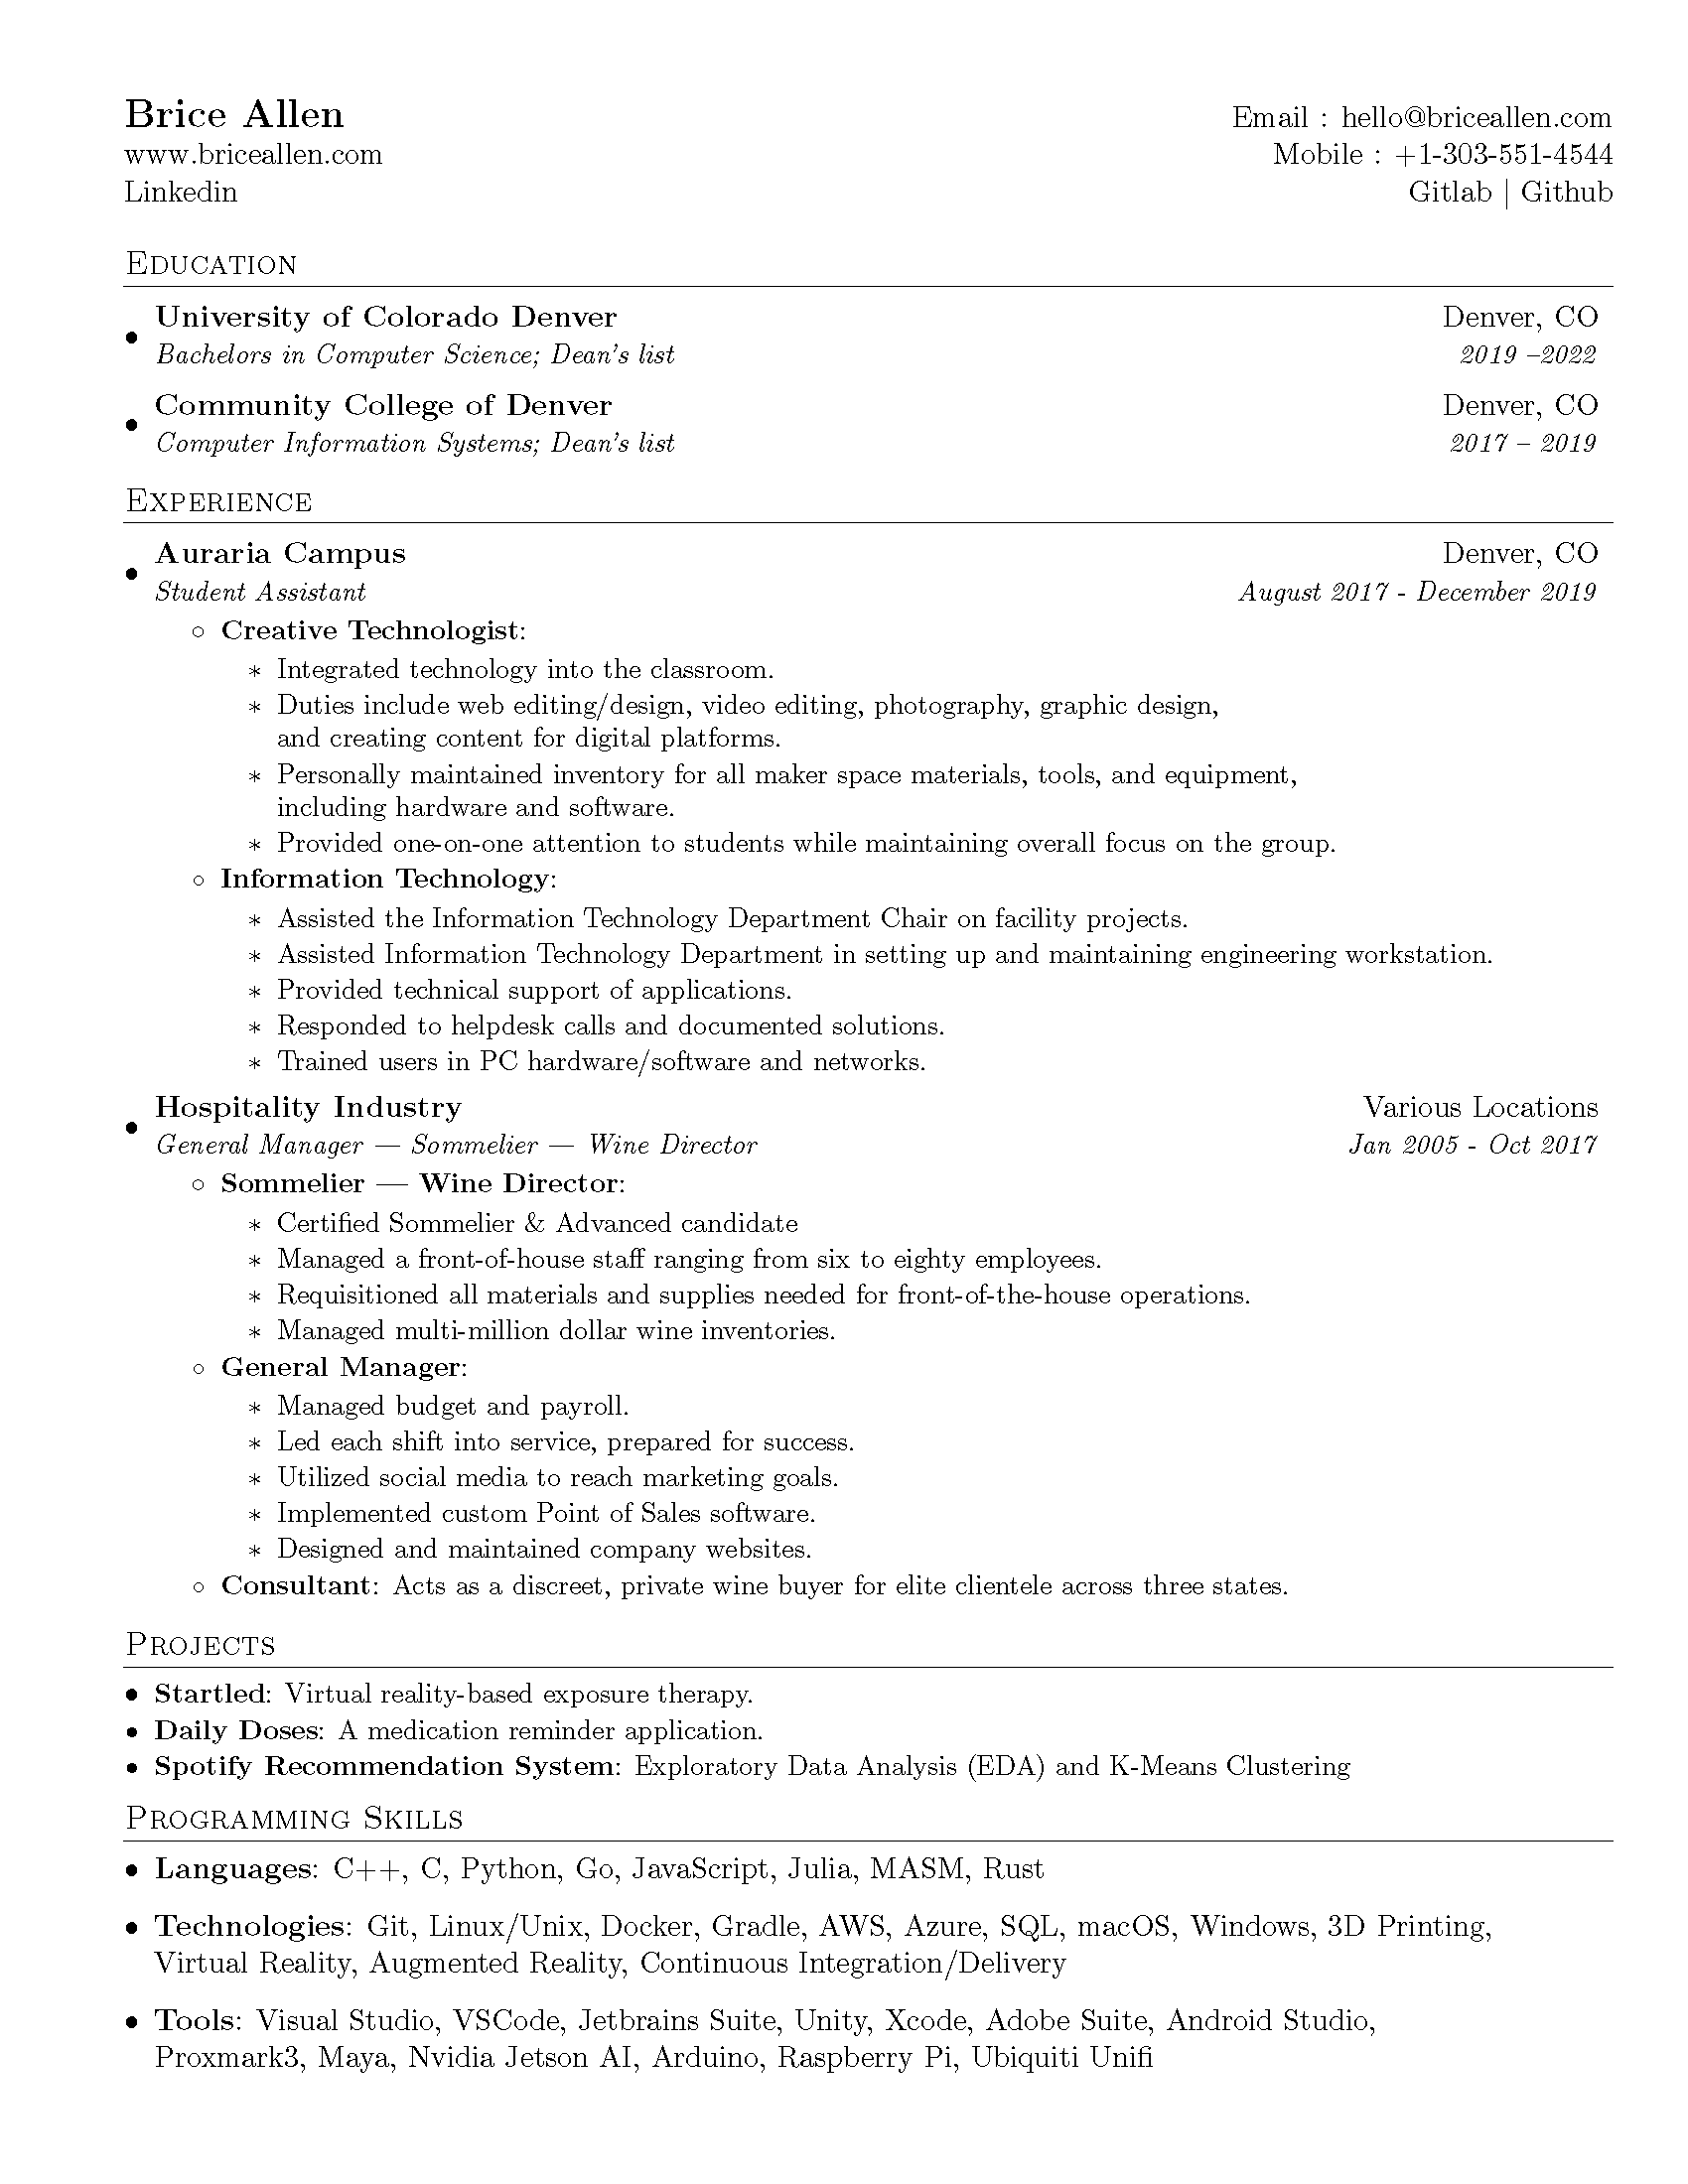 Brice Allen Email : hello@briceallen.com
www.briceallen.com Mobile : +1-303-551-4544
Linkedin Gitlab | Github
Education
• University of Colorado Denver Denver, CO
Bachelors in Computer Science; Dean's list 2019 –2022
• Community College of Denver Denver, CO
Computer Information Systems; Dean's list 2017 – 2019
Experience
• Auraria Campus Denver, CO
Student Assistant August 2017 - December 2019
◦ Creative Technologist:
∗ Integrated technology into the classroom.
∗ Duties include web editing/design, video editing, photography, graphic design,
and creating content for digital platforms.
∗ Personally maintained inventory for all maker space materials, tools, and equipment,
including hardware and software.
∗ Provided one-on-one attention to students while maintaining overall focus on the group.
◦ Information Technology:
∗ Assisted the Information Technology Department Chair on facility projects.
∗ Assisted Information Technology Department in setting up and maintaining engineering workstation.
∗ Provided technical support of applications.
∗ Responded to helpdesk calls and documented solutions.
∗ Trained users in PC hardware/software and networks.
• Hospitality Industry Various Locations
General Manager — Sommelier — Wine Director Jan 2005 - Oct 2017
◦ Sommelier — Wine Director:
∗ Certified Sommelier & Advanced candidate
∗ Managed a front-of-house staff ranging from six to eighty employees.
∗ Requisitioned all materials and supplies needed for front-of-the-house operations.
∗ Managed multi-million dollar wine inventories.
◦ General Manager:
∗ Managed budget and payroll.
∗ Led each shift into service, prepared for success.
∗ Utilized social media to reach marketing goals.
∗ Implemented custom Point of Sales software.
∗ Designed and maintained company websites.
◦ Consultant: Acts as a discreet, private wine buyer for elite clientele across three states.
Projects
• Startled: Virtual reality-based exposure therapy.
• Daily Doses: A medication reminder application.
• Spotify Recommendation System: Exploratory Data Analysis (EDA) and K-Means Clustering
Programming Skills
• Languages: C++, C, Python, Go, JavaScript, Julia, MASM, Rust
• Technologies: Git, Linux/Unix, Docker, Gradle, AWS, Azure, SQL, macOS, Windows, 3D Printing,
Virtual Reality, Augmented Reality, Continuous Integration/Delivery
• Tools: Visual Studio, VSCode, Jetbrains Suite, Unity, Xcode, Adobe Suite, Android Studio,
Proxmark3, Maya, Nvidia Jetson AI, Arduino, Raspberry Pi, Ubiquiti Unifi